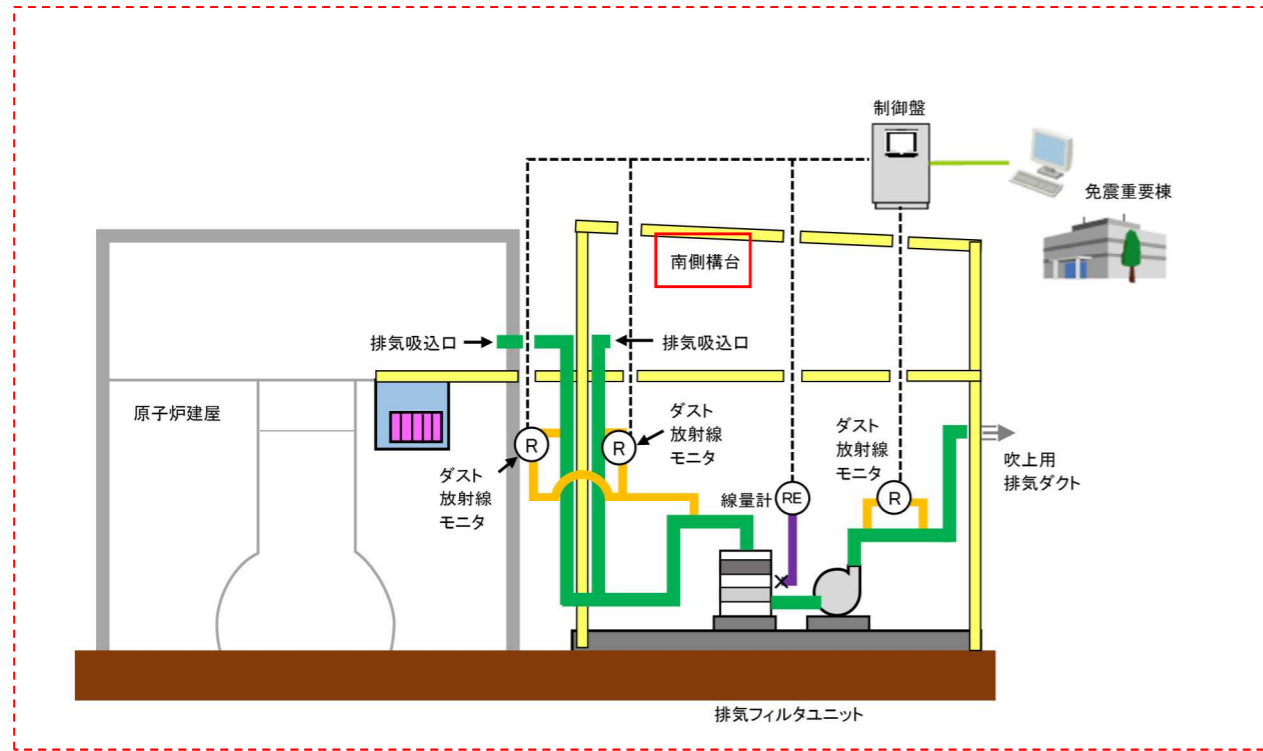 制御盤
免震重要棟
南側構台
排気吸込口
排気吸込口
原子炉建屋
ダスト
放射線
モニタ
ダスト
放射線
モニタ
ダスト
放射線
モニタ
R
R
R
線量計
RE
吹上用
排気ダクト
排気フィルタユニット